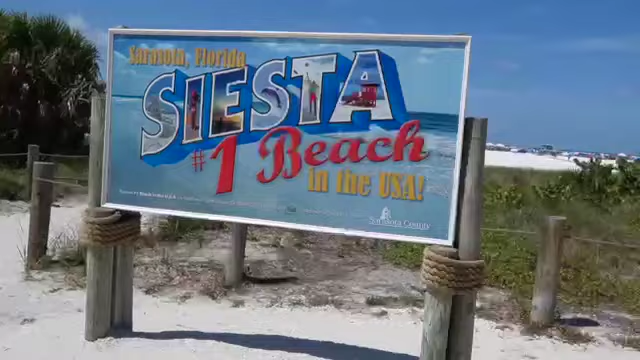 Sarasota, Florida
SIESTA
#1 Beach
in the USA!
Sarasota County